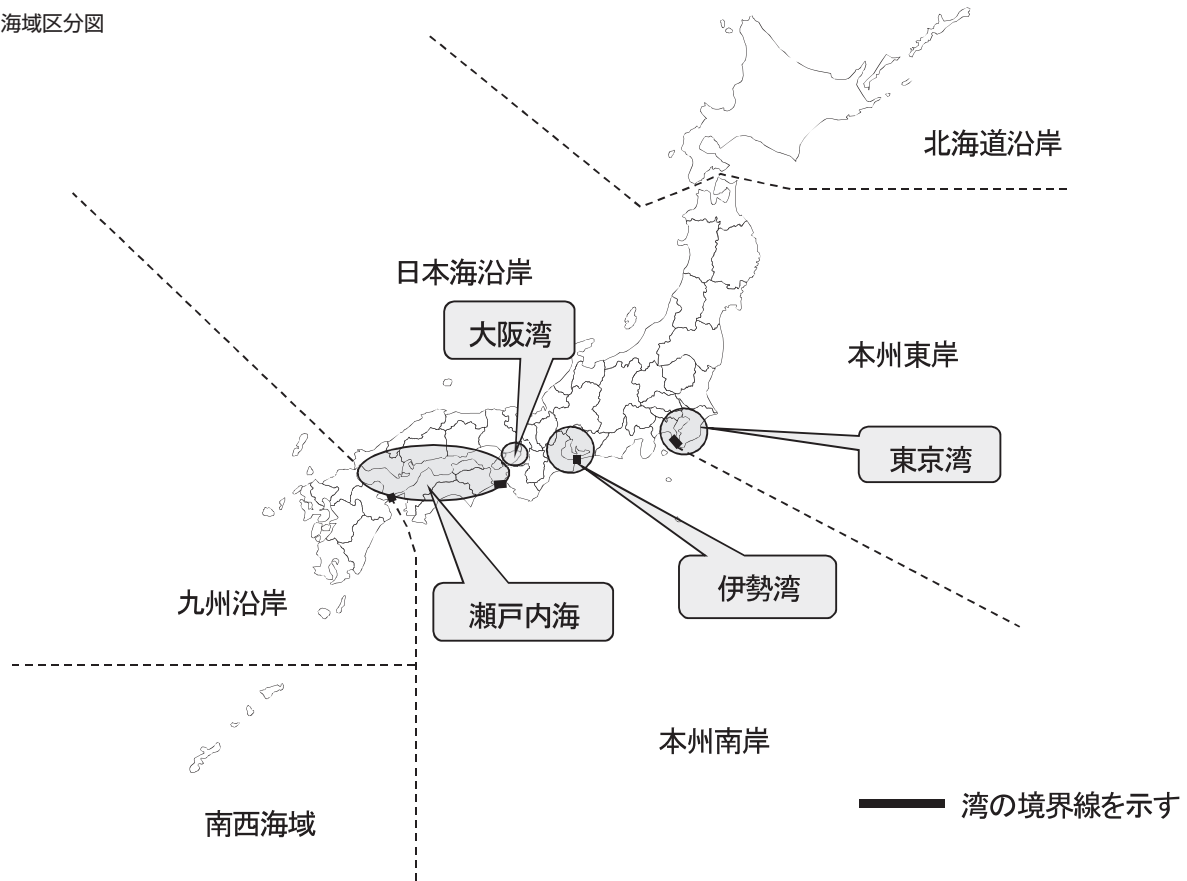 海域区分図
北海道沿岸
日本海沿岸
大阪湾
本州東岸
東京湾
伊勢湾
九州沿岸
瀬戸内海
本州南岸
湾の境界線を示す
南西海域